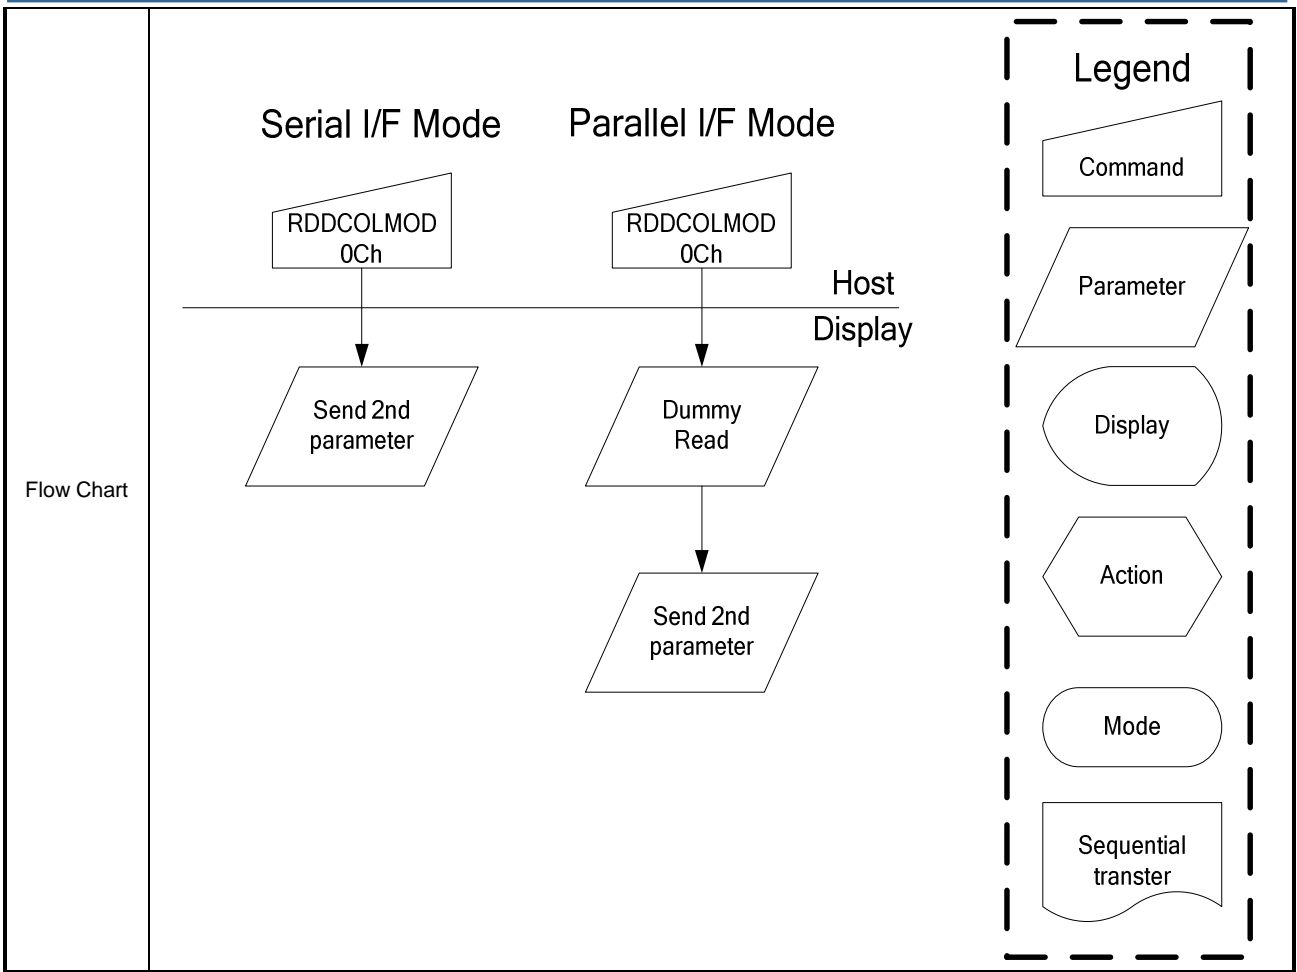 Flow Chart
Serial I/F Mode
RDDCOLMOD
0Ch
Send 2nd
parameter
Parallel I/F Mode
RDDCOLMOD
0Ch
Host
Display
Dummy
Read
Send 2nd
parameter
Legend
Command
Parameter
Display
Action
Mode
Sequential
transter